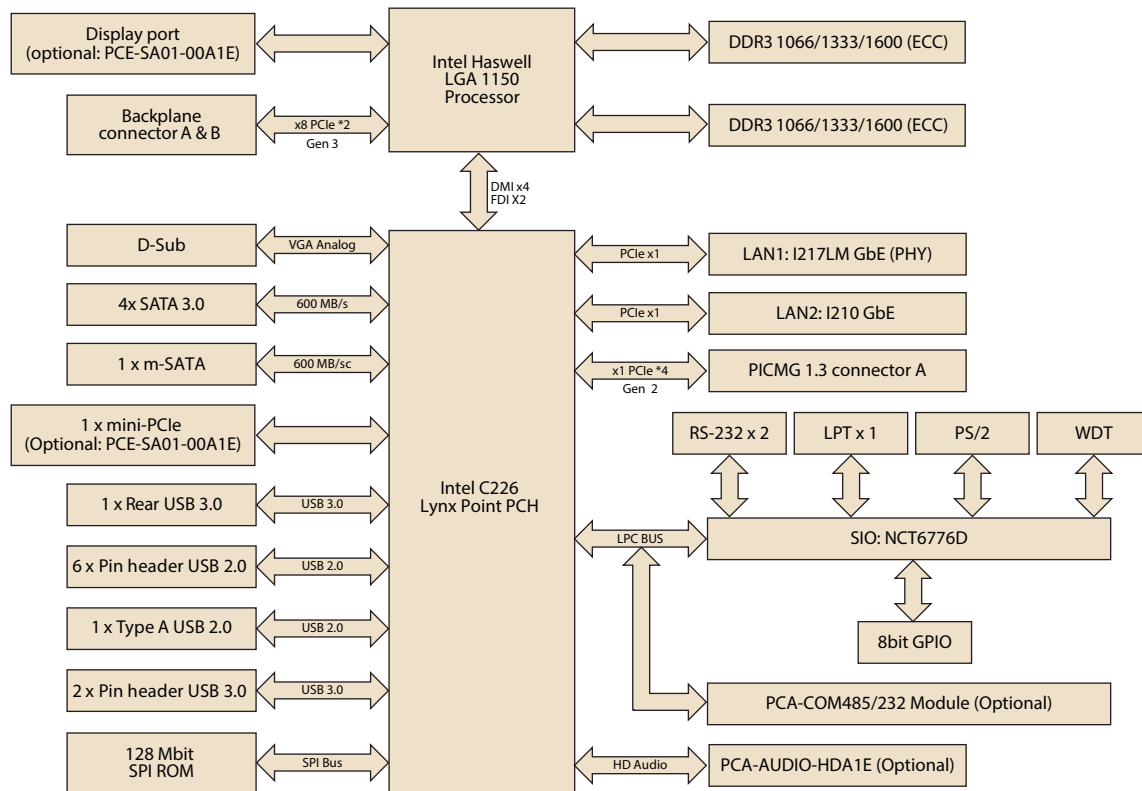 Display port
(optional: PCE-SA01-00A1E)
Intel Haswell
LGA 1150
Processor
DDR3 1066/1333/1600 (ECC)
Backplane
connector A & B
x8 PCIe *2
Gen 3
DDR3 1066/1333/1600 (ECC)
DMI x4
FDI X2
D-Sub
VGA Analog
PCIe x1
LAN1: I217LM GbE (PHY)
4x SATA 3.0
600 MB/s
PCIe x1
LAN2: I210 GbE
1 x m-SATA
600 MB/sc
x1 PCIe *4
Gen 2
PICMG 1.3 connector A
1 x mini-PCIe
(Optional: PCE-SA01-00A1E)
RS-232 x 2
LPT x 1
PS/2
WDT
Intel C226
Lynx Point PCH
1 x Rear USB 3.0
USB 3.0
LPC BUS
SIO: NCT6776D
6 x Pin header USB 2.0
USB 2.0
1 x Type A USB 2.0
USB 2.0
8bit GPIO
2 x Pin header USB 3.0
USB 3.0
PCA-COM485/232 Module (Optional)
128 Mbit
SPI ROM
SPI Bus
HD Audio
PCA-AUDIO-HDA1E (Optional)